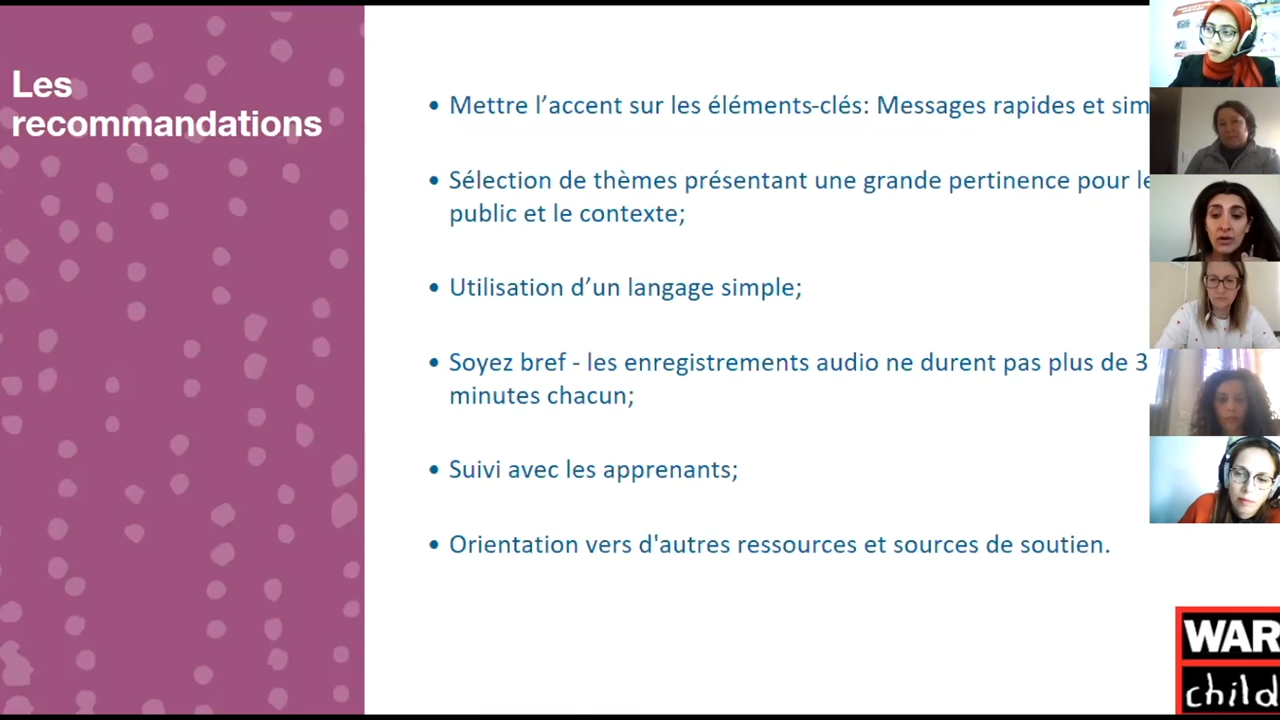 Les
recommandations
• Mettre l’accent sur les éléments-clés: Messages rapides et
• Sélection de thèmes présentant une grande pertinence pour
public et le contexte;
• Utilisation d’un langage simple;
• Soyez bref - les enregistrements audio ne durent pas plus de 3
minutes chacun;
• Suivi avec les apprenants;
• Orientation vers d'autres ressources et sources de soutien.
WAR
child